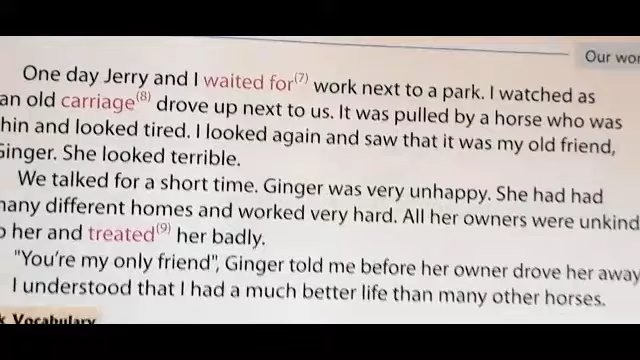 Our wor
One day Jerry and I waited for(7) work next to a park. I watched as
an old carriage(8) drove up next to us. It was pulled by a horse who was
hin and looked tired. I looked again and saw that it was my old friend,
Ginger. She looked terrible.
We talked for a short time. Ginger was very unhappy. She had had
many different homes and worked very hard. All her owners were unkind
o her and treated(9) her badly.
"You're my only friend", Ginger told me before her owner drove her away
I understood that I had a much better life than many other horses.
k Vocabulary